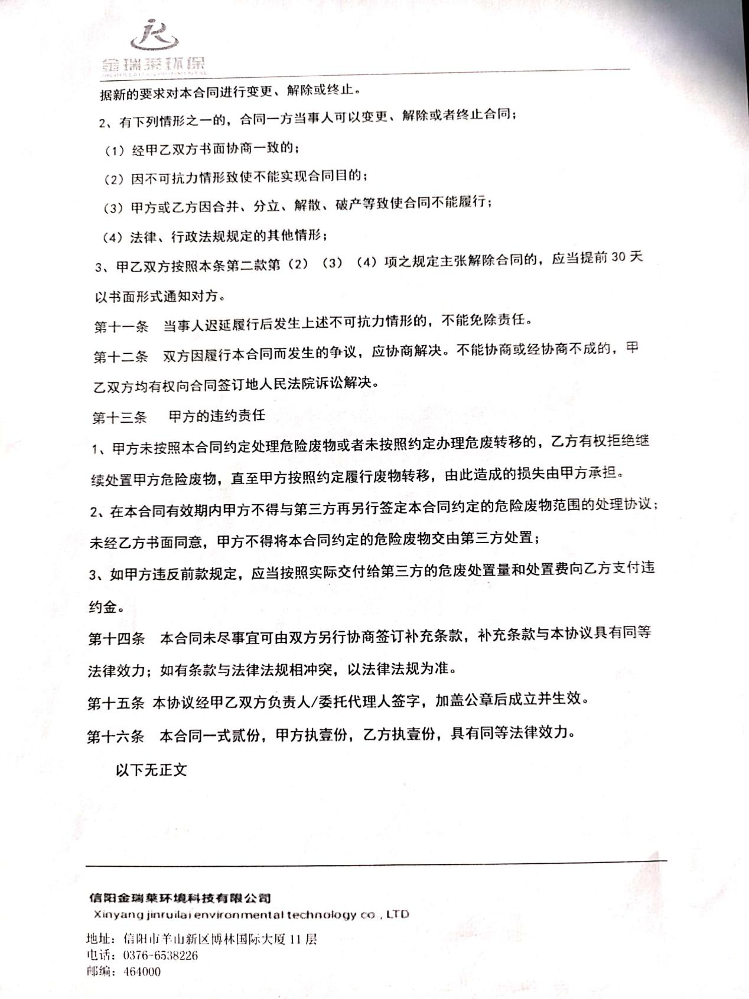 金瑞莱环保
据新的要求对本合同进行变更、解除或终止。
2、有下列情形之一的，合同一方当事人可以变更、解除或者终止合同；
（1）经甲乙双方书面协商一致的；
（2）因不可抗力情形致使不能实现合同目的；
（3）甲方或乙方因合并、分立、解散、破产等致使合同不能履行；
（4）法律、行政法规规定的其他情形；
3、甲乙双方按照本条第二款第（2）（3）（4）项之规定主张解除合同的，应当提前 30 天
以书面形式通知对方。
第十一条 当事人迟延履行后发生上述不可抗力情形的，不能免除责任。
第十二条 双方因履行本合同而发生的争议，应协商解决。不能协商或经协商不成的，甲
乙双方均有权向合同签订地人民法院诉讼解决。
第十三条 甲方的违约责任
1、甲方未按照本合同约定处理危险废物或者未按照约定办理危废转移的，乙方有权拒绝继
续处置甲方危险废物，直至甲方按照约定履行废物转移，由此造成的损失由甲方承担。
2、在本合同有效期内甲方不得与第三方再另行签定本合同约定的危险废物范围的处理协议；
未经乙方书面同意，甲方不得将本合同约定的危险废物交由第三方处置；
3、如甲方违反前款规定，应当按照实际交付给第三方的危废处置量和处置费向乙方支付违
约金。
第十四条 本合同未尽事宜可由双方另行协商签订补充条款，补充条款与本协议具有同等
法律效力；如有条款与法律法规相冲突，以法律法规为准。
第十五条 本协议经甲乙双方负责人/委托代理人签字，加盖公章后成立并生效。
第十六条 本合同一式贰份，甲方执壹份，乙方执壹份，具有同等法律效力。
以下无正文
信阳金瑞莱环境科技有限公司
Xinyang jinruilai environmental technology co , LTD
地址：信阳市羊山新区博林国际大厦 11 层
电话：0376-6538226
邮编：464000